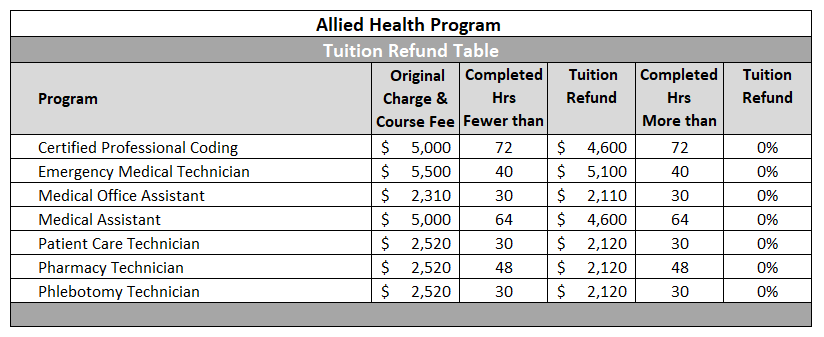 Allied Health Program
Tuition Refund Table
Program Original Charge & Course Fee Completed Hrs Fewer than Tuition Refund Completed Hrs More than Tuition Refund
Certified Professional Coding $ 5,000 72 $ 4,600 72 0%
Emergency Medical Technician $ 5,500 40 $ 5,100 40 0%
Medical Office Assistant $ 2,310 30 $ 2,110 30 0%
Medical Assistant $ 5,000 64 $ 4,600 64 0%
Patient Care Technician $ 2,520 30 $ 2,120 30 0%
Pharmacy Technician $ 2,520 48 $ 2,120 48 0%
Phlebotomy Technician $ 2,520 30 $ 2,120 30 0%